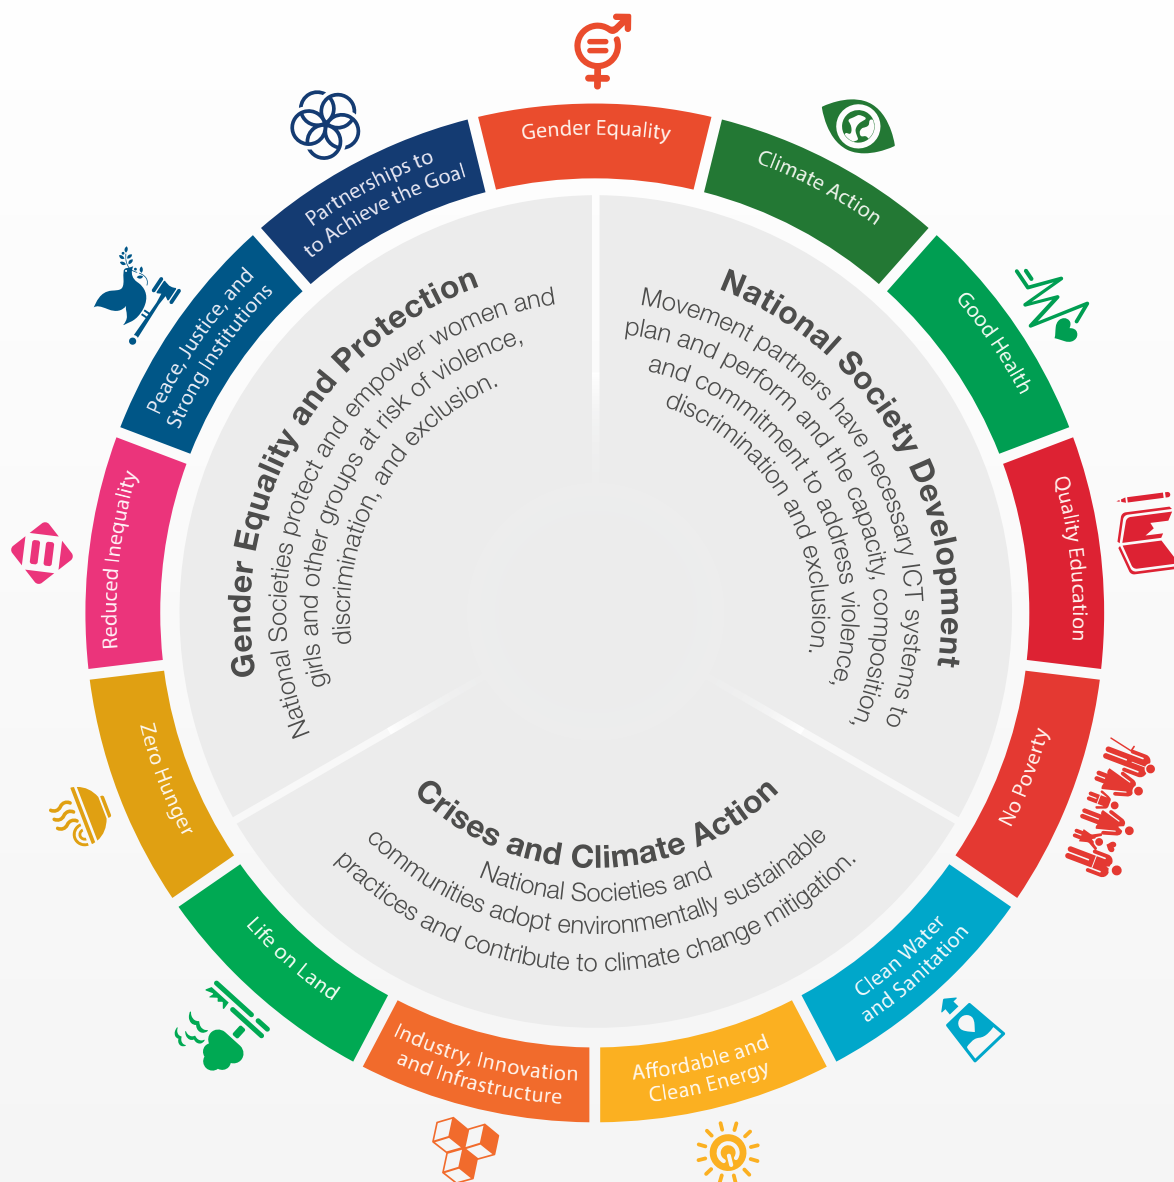 Gender Equality
Climate Action
Good Health
Quality Education
No Poverty
Clean Water
and Sanitation
Affordable and
Clean Energy
Industry, Innovation
and Infrastructure
Life on Land
Zero Hunger
Reduced Inequality
Peace, Justice, and
Strong Institutions
Partnerships to
to Achieve the Goal
Gender Equality and Protection
National Societies protect and empower women and
girls and other groups at risk of violence,
discrimination, and exclusion.
National Society Development
Movement partners have necessary ICT systems to
plan and perform and the capacity, composition,
and commitment to address violence,
discrimination and exclusion.
Crises and Climate Action
National Societies and
communities adopt environmentally sustainable
practices and contribute to climate change mitigation.